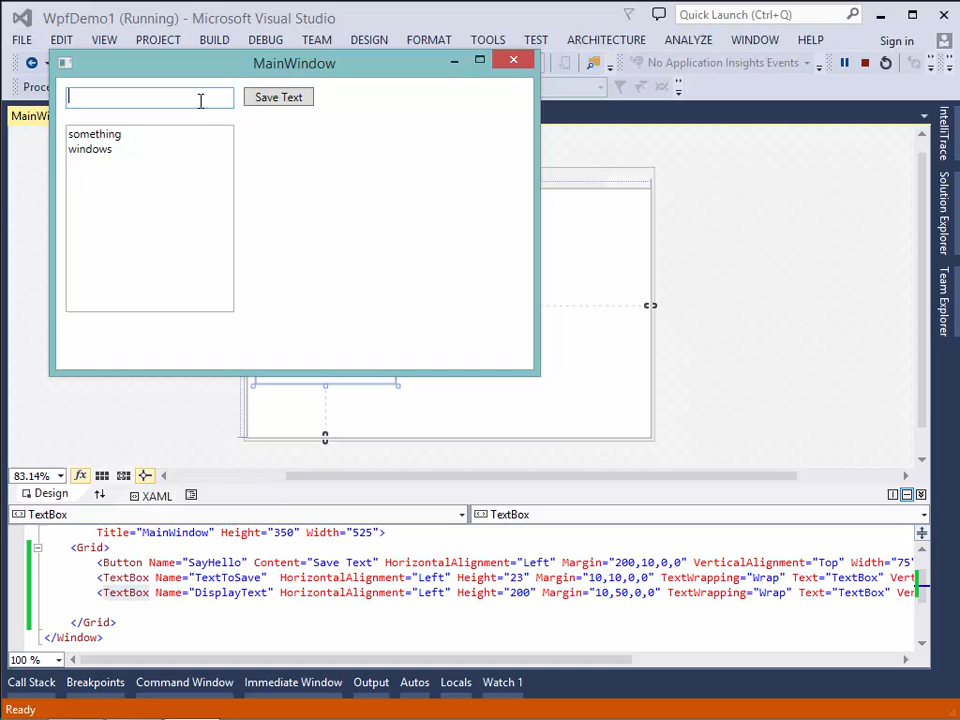 WpfDemo1 (Running) - Microsoft Visual Studio
Quick Launch (Ctrl+Q)
FILE EDIT VIEW PROJECT BUILD DEBUG TEAM DESIGN FORMAT TOOLS TEST ARCHITECTURE ANALYZE WINDOW HELP
Sign in
MainWindow
No Application Insights Events
Proce
Save Text
MainWi
something
windows
IntelliTrace
Solution Explorer
Team Explorer
83.14%
fx
Design
XAML
TextBox
TextBox
Title="MainWindow" Height="350" Width="525">
<Grid>
<Button Name="SayHello" Content="Save Text" HorizontalAlignment="Left" Margin="200,10,0,0" VerticalAlignment="Top" Width="75"
<TextBox Name="TextToSave" HorizontalAlignment="Left" Height="23" Margin="10,10,0,0" TextWrapping="Wrap" Text="TextBox" Vert
<TextBox Name="DisplayText" HorizontalAlignment="Left" Height="200" Margin="10,50,0,0" TextWrapping="Wrap" Text="TextBox" Ver
</Grid>
</Window>
100 %
Call Stack Breakpoints Command Window Immediate Window Output Autos Locals Watch 1
Ready